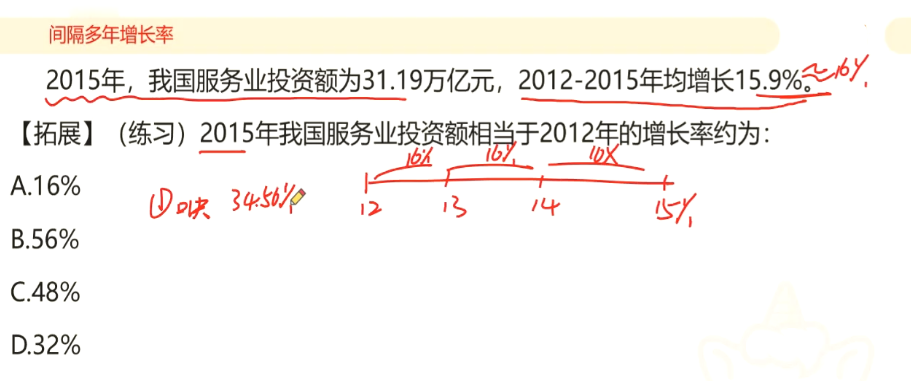 间隔多年增长率
2015年，我国服务业投资额为31.19万亿元，2012-2015年均增长15.9%。≈16%
【拓展】（练习）2015年我国服务业投资额相当于2012年的增长率约为：
16% 16% 10%
A.16%
① 34.56%
12 13 14 15%
B.56%
C.48%
D.32%